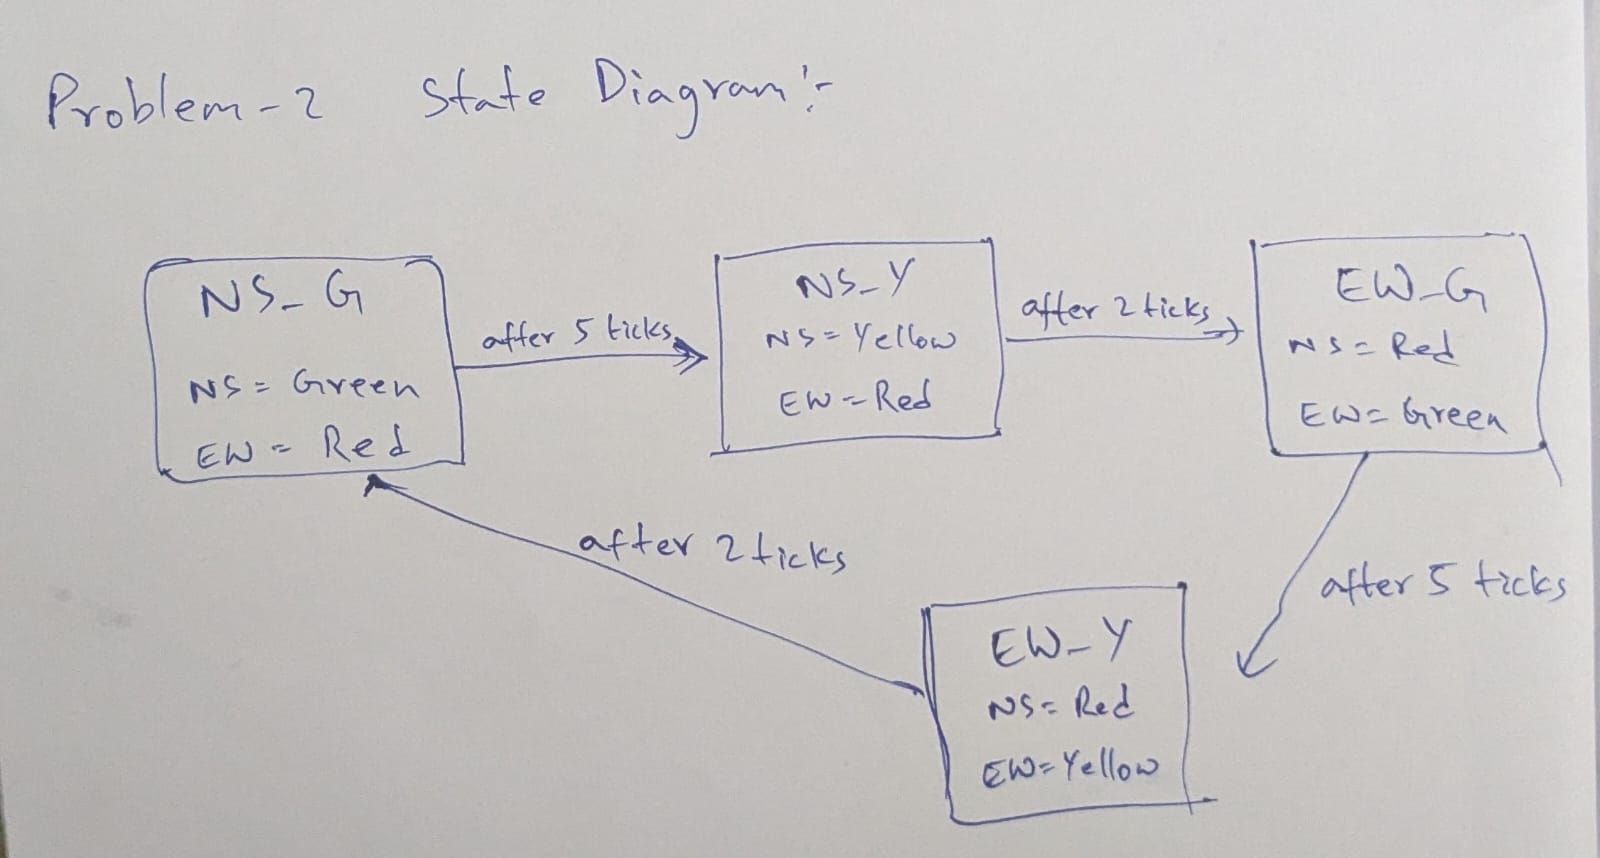 Problem-2 State Diagram:-
NS_G
NS = Green
EW = Red
after 5 ticks
NS_Y
NS = Yellow
EW = Red
after 2 ticks
EW_G
NS = Red
EW = Green
after 5 ticks
EW_Y
NS = Red
EW = Yellow
after 2 ticks